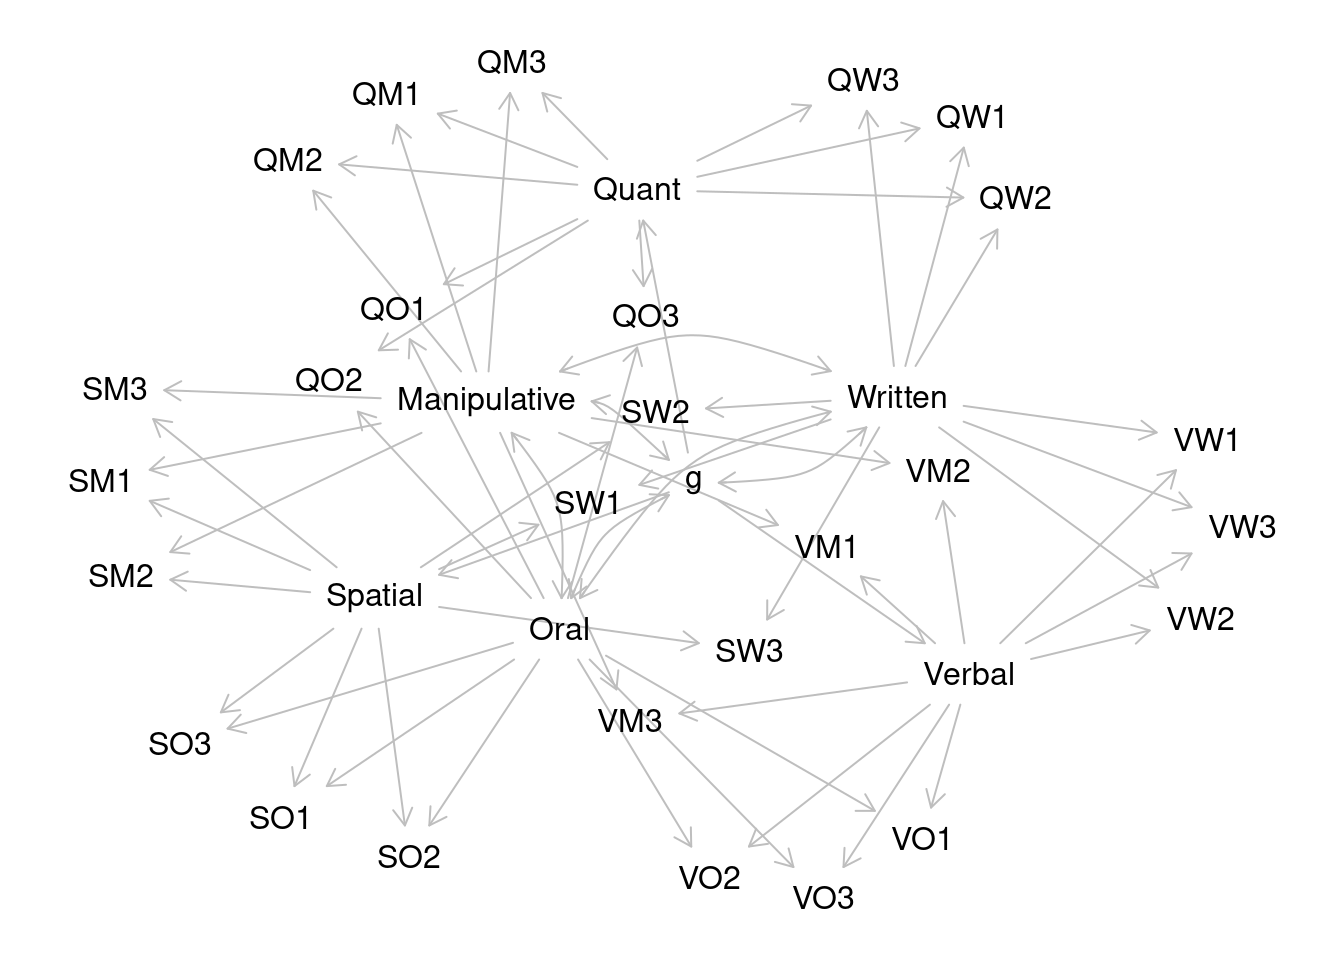 QM3
QW3
QM1
QW1
QM2
Quant
QW2
QO1
QO3
QO2
SM3
Manipulative
SW2
Written
VW1
SM1
g
VM2
SW1
VW3
VM1
SM2
Spatial
VW2
Oral
SW3
Verbal
VM3
SO3
SO1
VO1
SO2
VO2
VO3